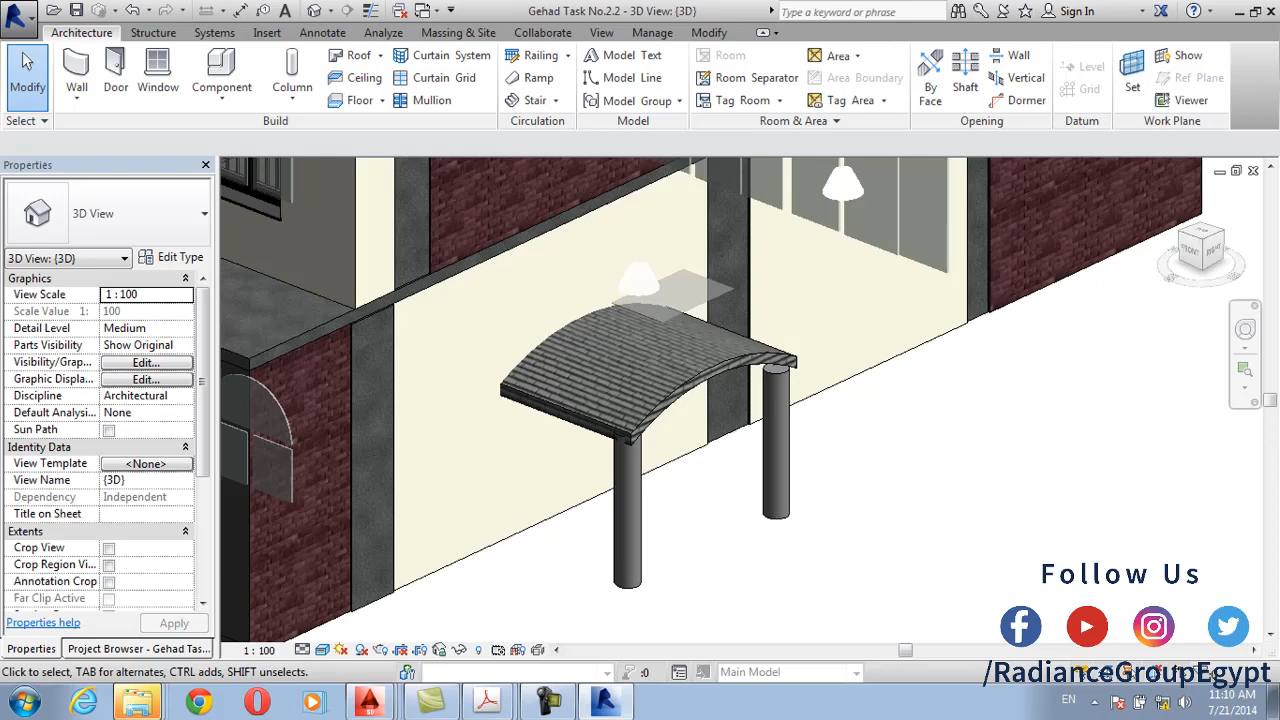 Gehad Task No.2.2 - 3D View: {3D}
Type a keyword or phrase
Sign In
Architecture Structure Systems Insert Annotate Analyze Massing & Site Collaborate View Manage Modify
Modify
Wall
Door
Window
Component
Column
Roof
Ceiling
Floor
Curtain System
Curtain Grid
Mullion
Railing
Ramp
Stair
Model Text
Model Line
Model Group
Room
Room Separator
Tag Room
Area
Area Boundary
Tag Area
By Face
Shaft
Wall
Vertical
Dormer
Level
Grid
Set
Show
Ref Plane
Viewer
Select
Build
Circulation
Model
Room & Area
Opening
Datum
Work Plane
Properties
3D View
3D View: {3D} Edit Type
Graphics
View Scale 1 : 100
Scale Value 1: 100
Detail Level Medium
Parts Visibility Show Original
Visibility/Grap... Edit...
Graphic Displa... Edit...
Discipline Architectural
Default Analysi... None
Sun Path
Identity Data
View Template <None>
View Name {3D}
Dependency Independent
Title on Sheet
Extents
Crop View
Crop Region Vi...
Annotation Crop
Far Clip Active
Properties help Apply
Properties Project Browser - Gehad Tas...
FRONT RIGHT
1 : 100
Follow Us
/RadianceGroupEgypt
Click to select, TAB for alternates, CTRL adds, SHIFT unselects.
:0
Main Model
EN
11:10 AM
7/21/2014